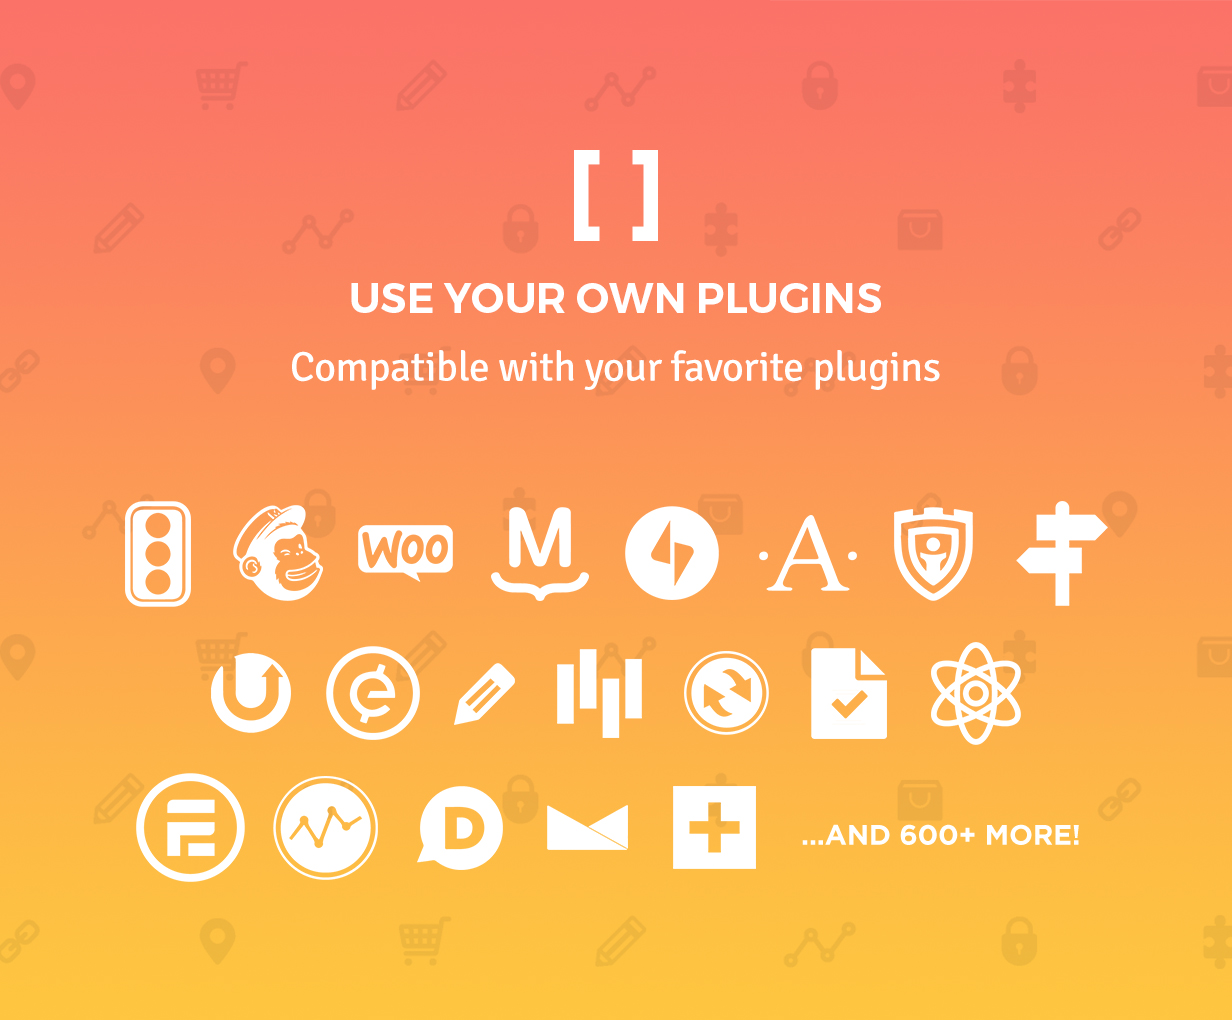 [ ]
USE YOUR OWN PLUGINS
Compatible with your favorite plugins
WOO
M
A
D
...AND 600+ MORE!